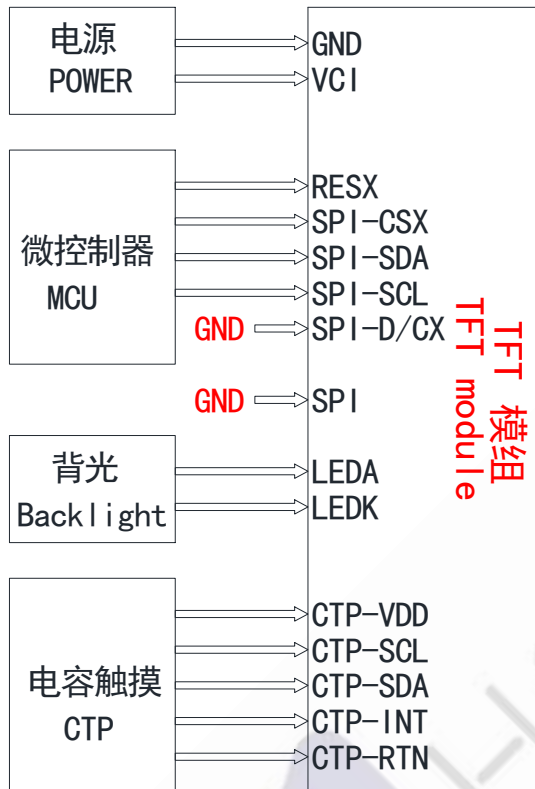 电源
POWER
GND
VCI
微控制器
MCU
RESX
SPI-CSX
SPI-SDA
SPI-SCL
GND
SPI-D/CX
GND
SPI
背光
Backlight
LEDA
LEDK
电容触摸
CTP
CTP-VDD
CTP-SCL
CTP-SDA
CTP-INT
CTP-RTN
TFT 模组
TFT module